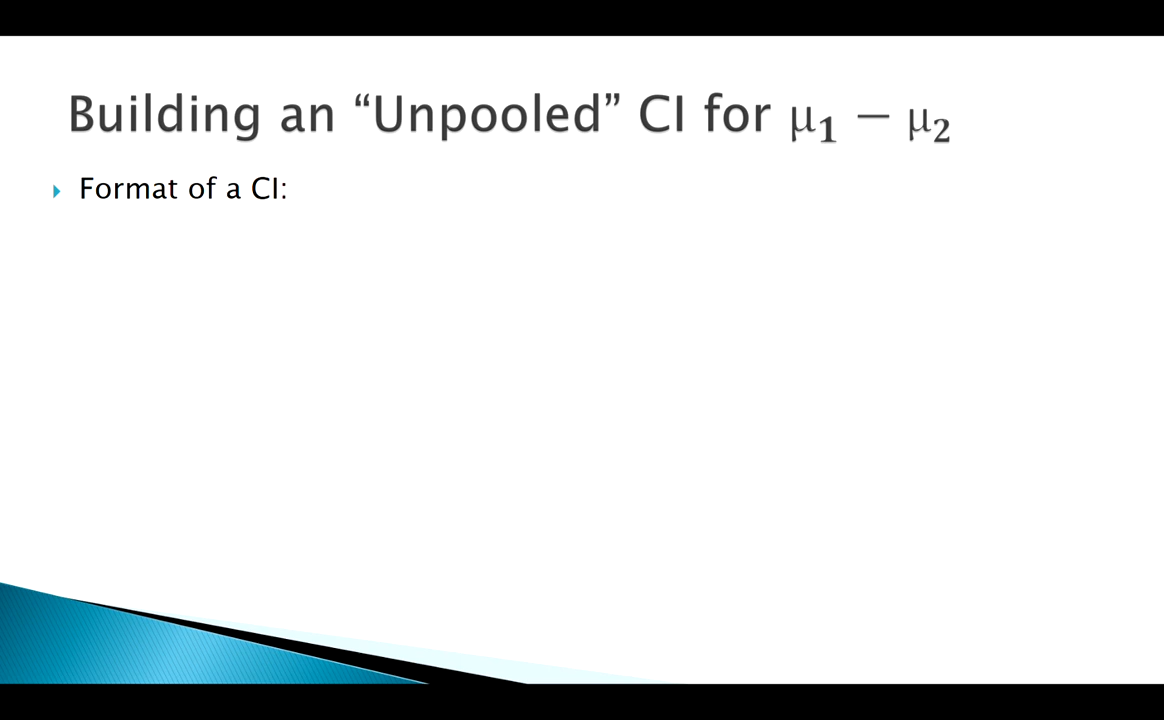 Building an “Unpooled” CI for μ₁ − μ₂
Format of a CI: